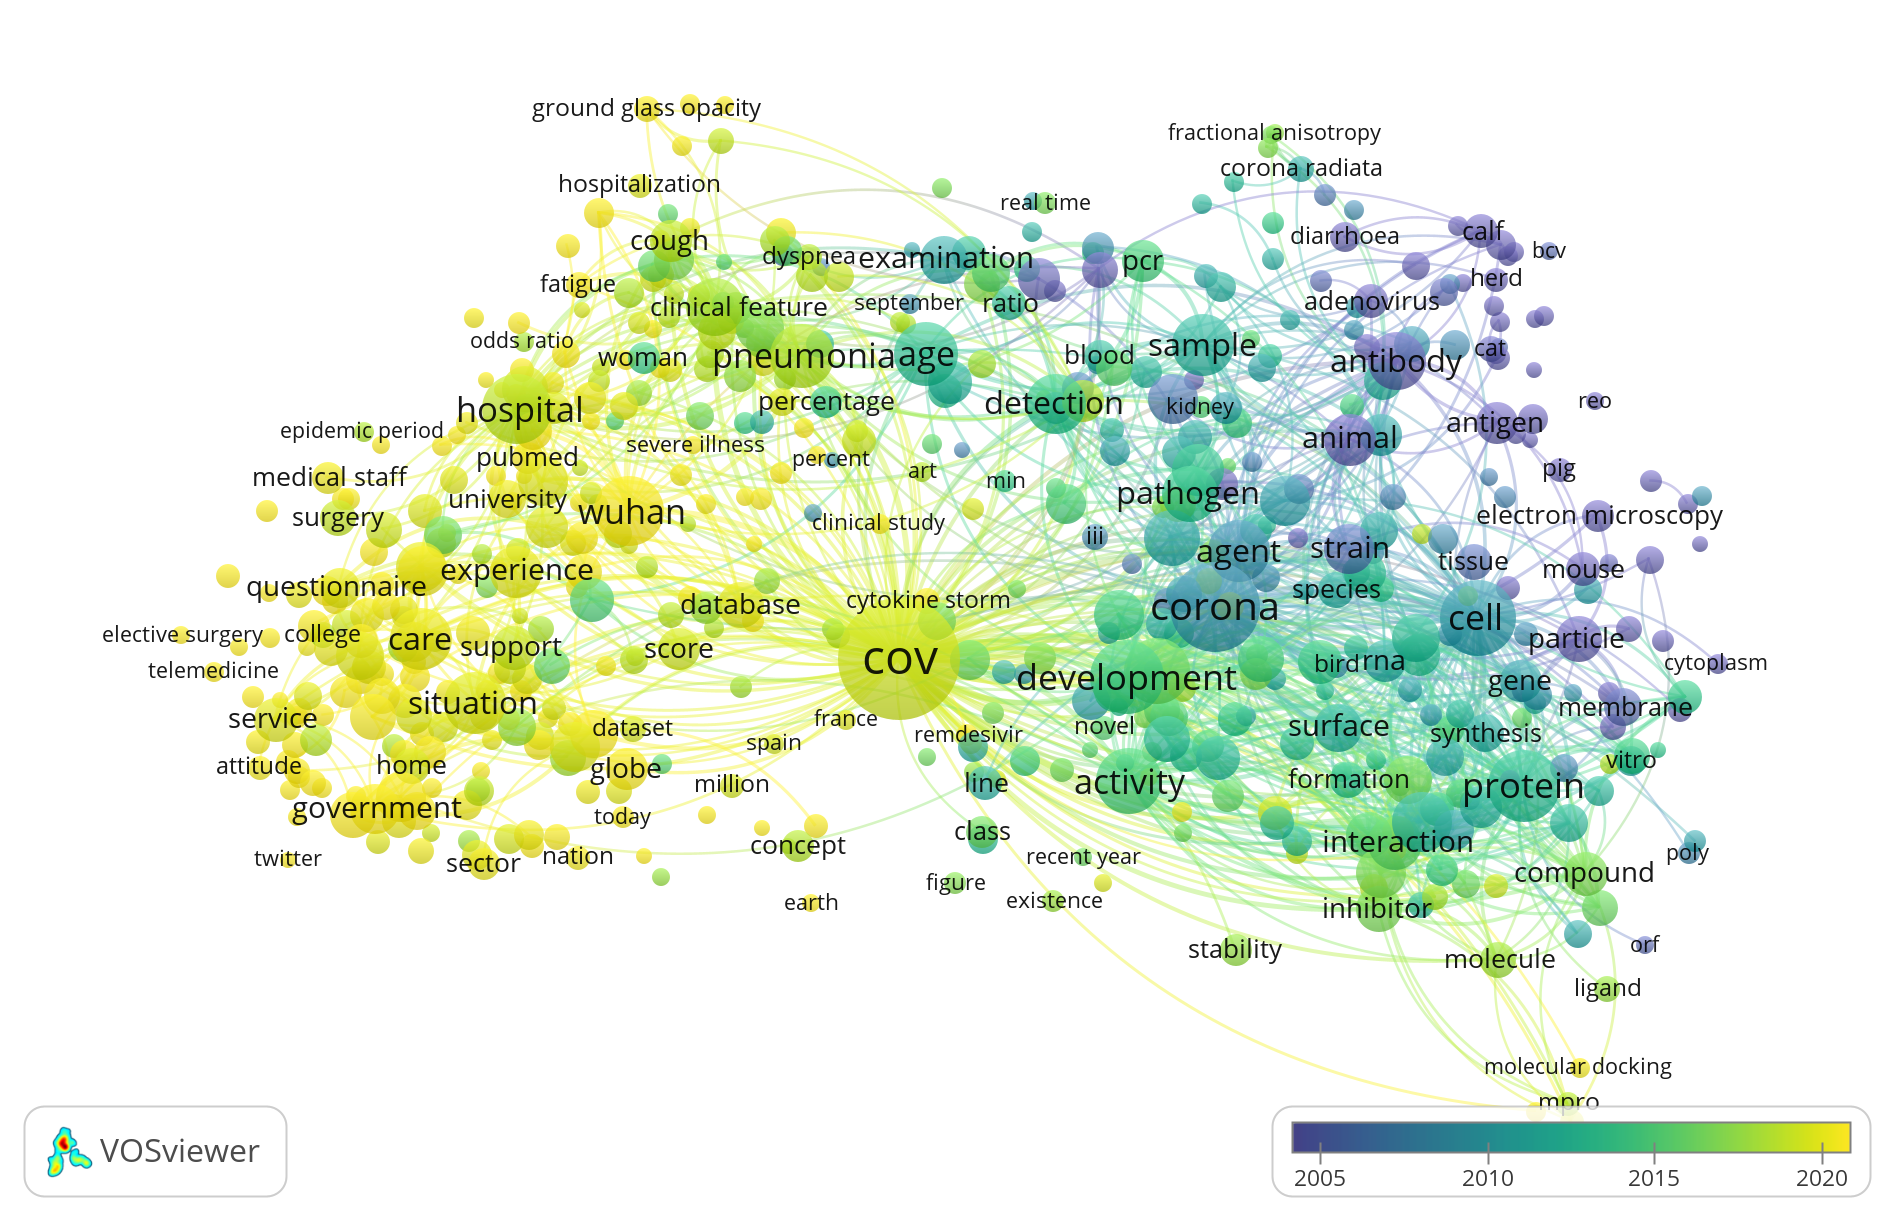 ground glass opacity
fractional anisotropy
corona radiata
hospitalization
real time
cough
diarrhoea
calf
bcv
dyspnea
examination
pcr
herd
fatigue
clinical feature
september
ratio
adenovirus
odds ratio
woman
pneumonia
age
blood
sample
antibody
cat
hospital
percentage
detection
kidney
reo
epidemic period
severe illness
animal
antigen
pubmed
percent
art
pig
medical staff
min
university
pathogen
surgery
wuhan
clinical study
electron microscopy
iii
agent
strain
tissue
experience
mouse
questionnaire
species
database
cytokine storm
corona
cell
elective surgery
college
care
support
score
particle
cov
bird
rna
cytoplasm
telemedicine
development
gene
situation
membrane
service
france
dataset
novel
surface
synthesis
spain
remdesivir
attitude
home
globe
million
line
activity
formation
protein
vitro
government
today
class
interaction
twitter
sector
nation
concept
recent year
poly
figure
compound
earth
existence
inhibitor
stability
orf
molecule
ligand
molecular docking
mpro
VOSviewer
2005
2010
2015
2020